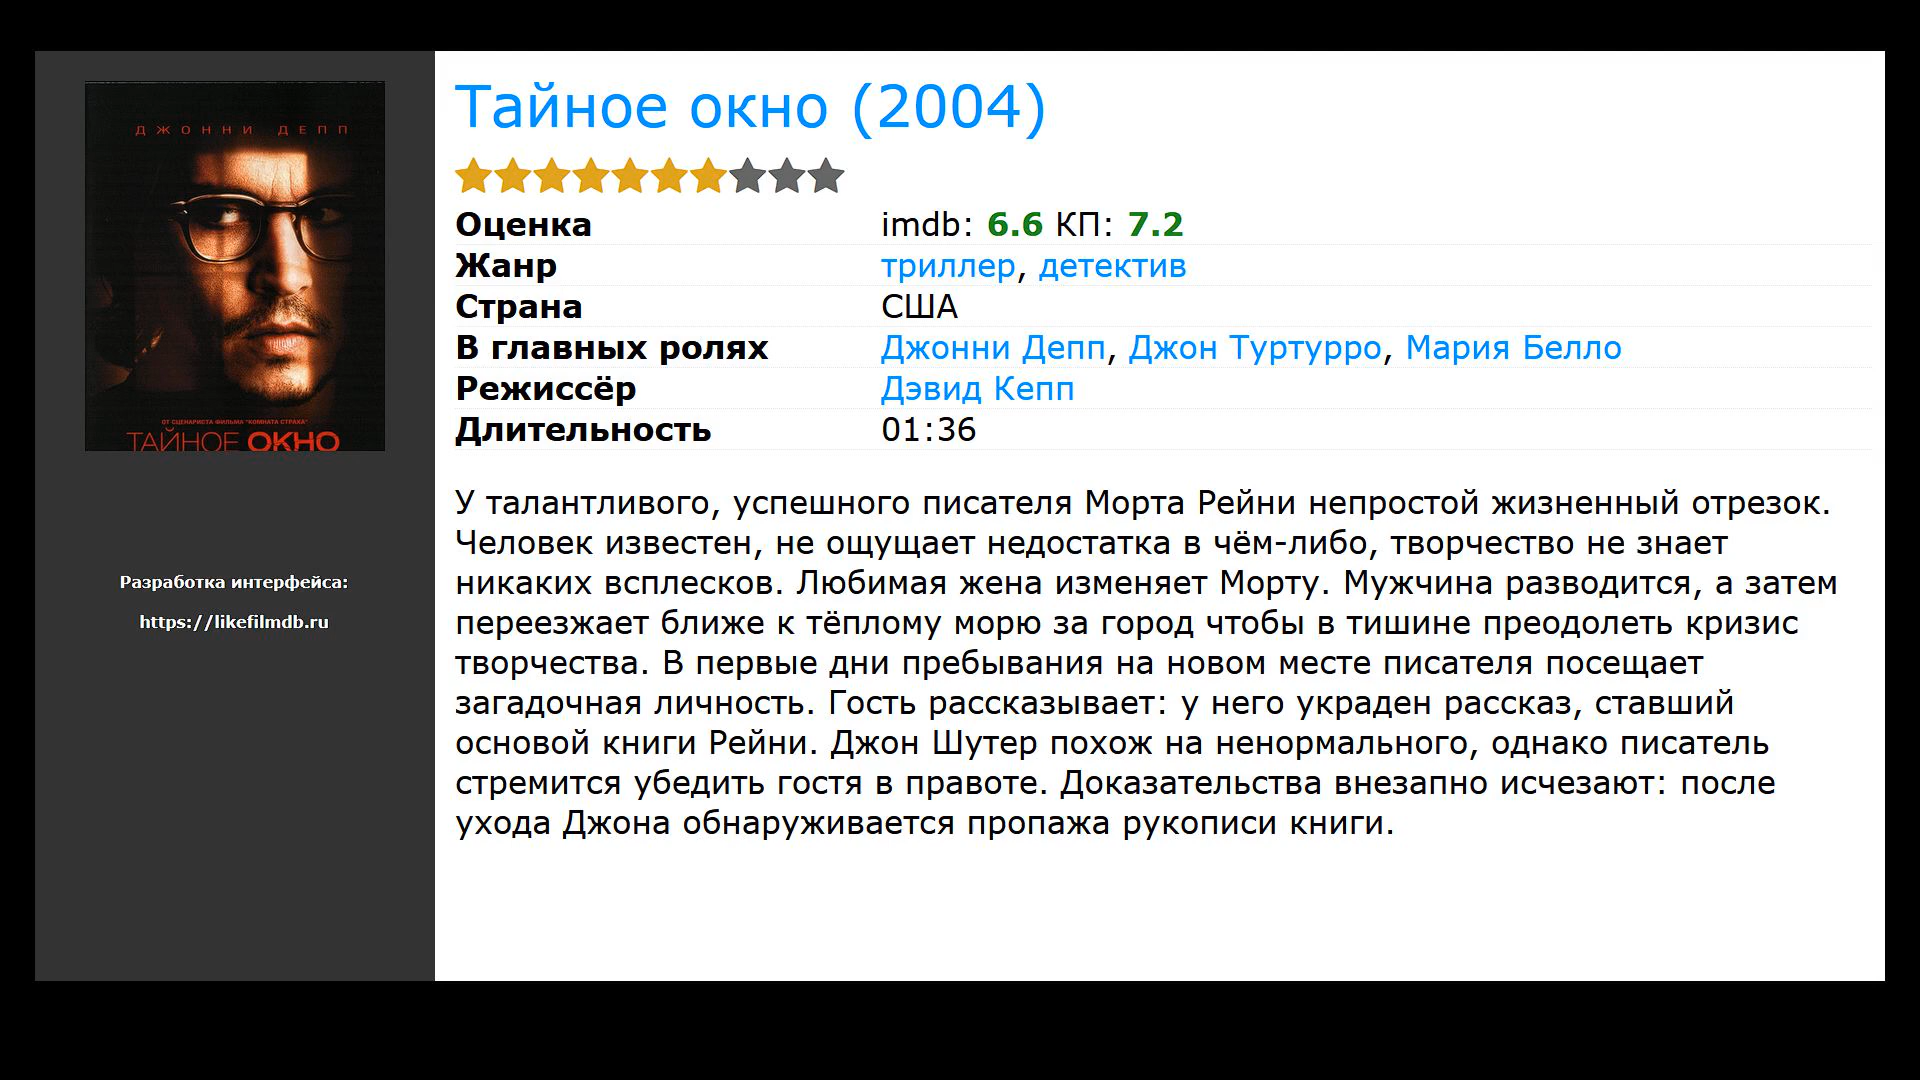 ДЖОННИ ДЕПП
ОТ СЦЕНАРИСТА ФИЛЬМА "КОМНАТА СТРАХА"
ТАЙНОЕ ОКНО
Разработка интерфейса:
https://likefilmdb.ru
Тайное окно (2004)
Оценка imdb: 6.6 КП: 7.2
Жанр триллер, детектив
Страна США
В главных ролях Джонни Депп, Джон Туртурро, Мария Белло
Режиссёр Дэвид Кепп
Длительность 01:36
У талантливого, успешного писателя Морта Рейни непростой жизненный отрезок.
Человек известен, не ощущает недостатка в чём-либо, творчество не знает
никаких всплесков. Любимая жена изменяет Морту. Мужчина разводится, а затем
переезжает ближе к тёплому морю за город чтобы в тишине преодолеть кризис
творчества. В первые дни пребывания на новом месте писателя посещает
загадочная личность. Гость рассказывает: у него украден рассказ, ставший
основой книги Рейни. Джон Шутер похож на ненормального, однако писатель
стремится убедить гостя в правоте. Доказательства внезапно исчезают: после
ухода Джона обнаруживается пропажа рукописи книги.